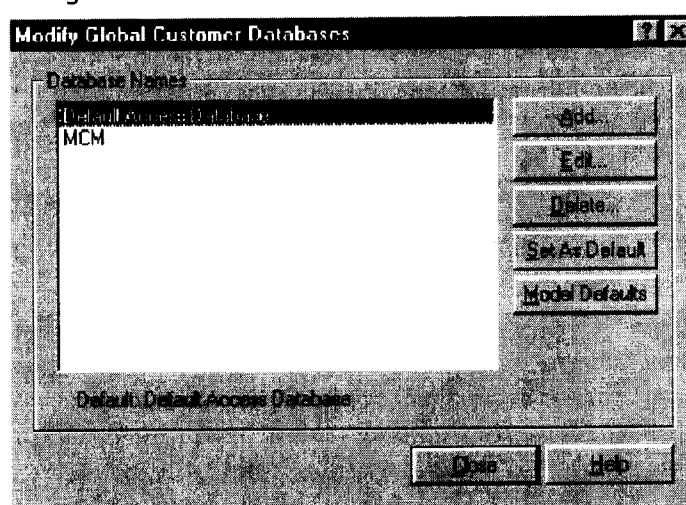 Modify Global Customer Databases
Database Names
Default Access Database
MCM
Add...
Edit...
Delete...
Set As Default
Model Defaults
Default: Default Access Database
Close
Help